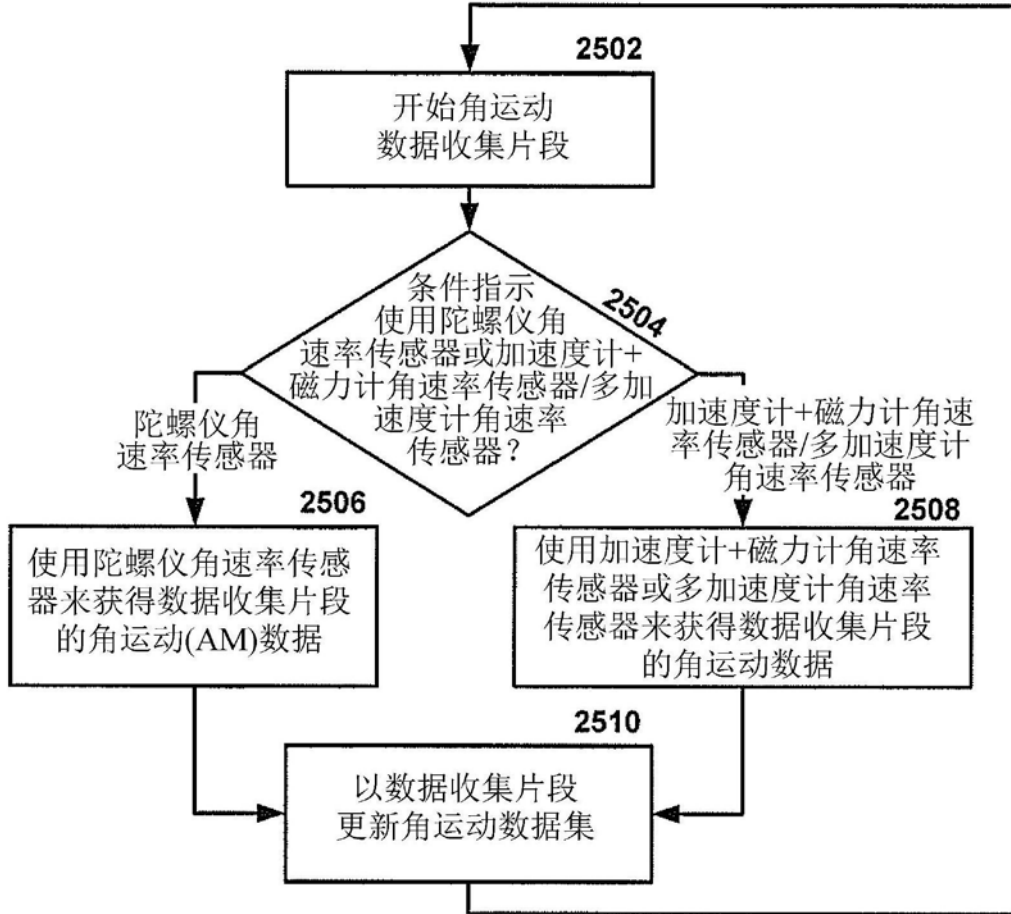 2502
开始角运动
数据收集片段
2504
条件指示
使用陀螺仪角
速率传感器或加速度计+
磁力计角速率传感器/多加
速度计角速率
传感器?
陀螺仪角
速率传感器
加速度计+磁力计角速
率传感器/多加速度计
角速率传感器
2506
使用陀螺仪角速率传感
器来获得数据收集片段
的角运动(AM)数据
2508
使用加速度计+磁力计角速率
传感器或多加速度计角速率
传感器来获得数据收集片段
的角运动数据
2510
以数据收集片段
更新角运动数据集